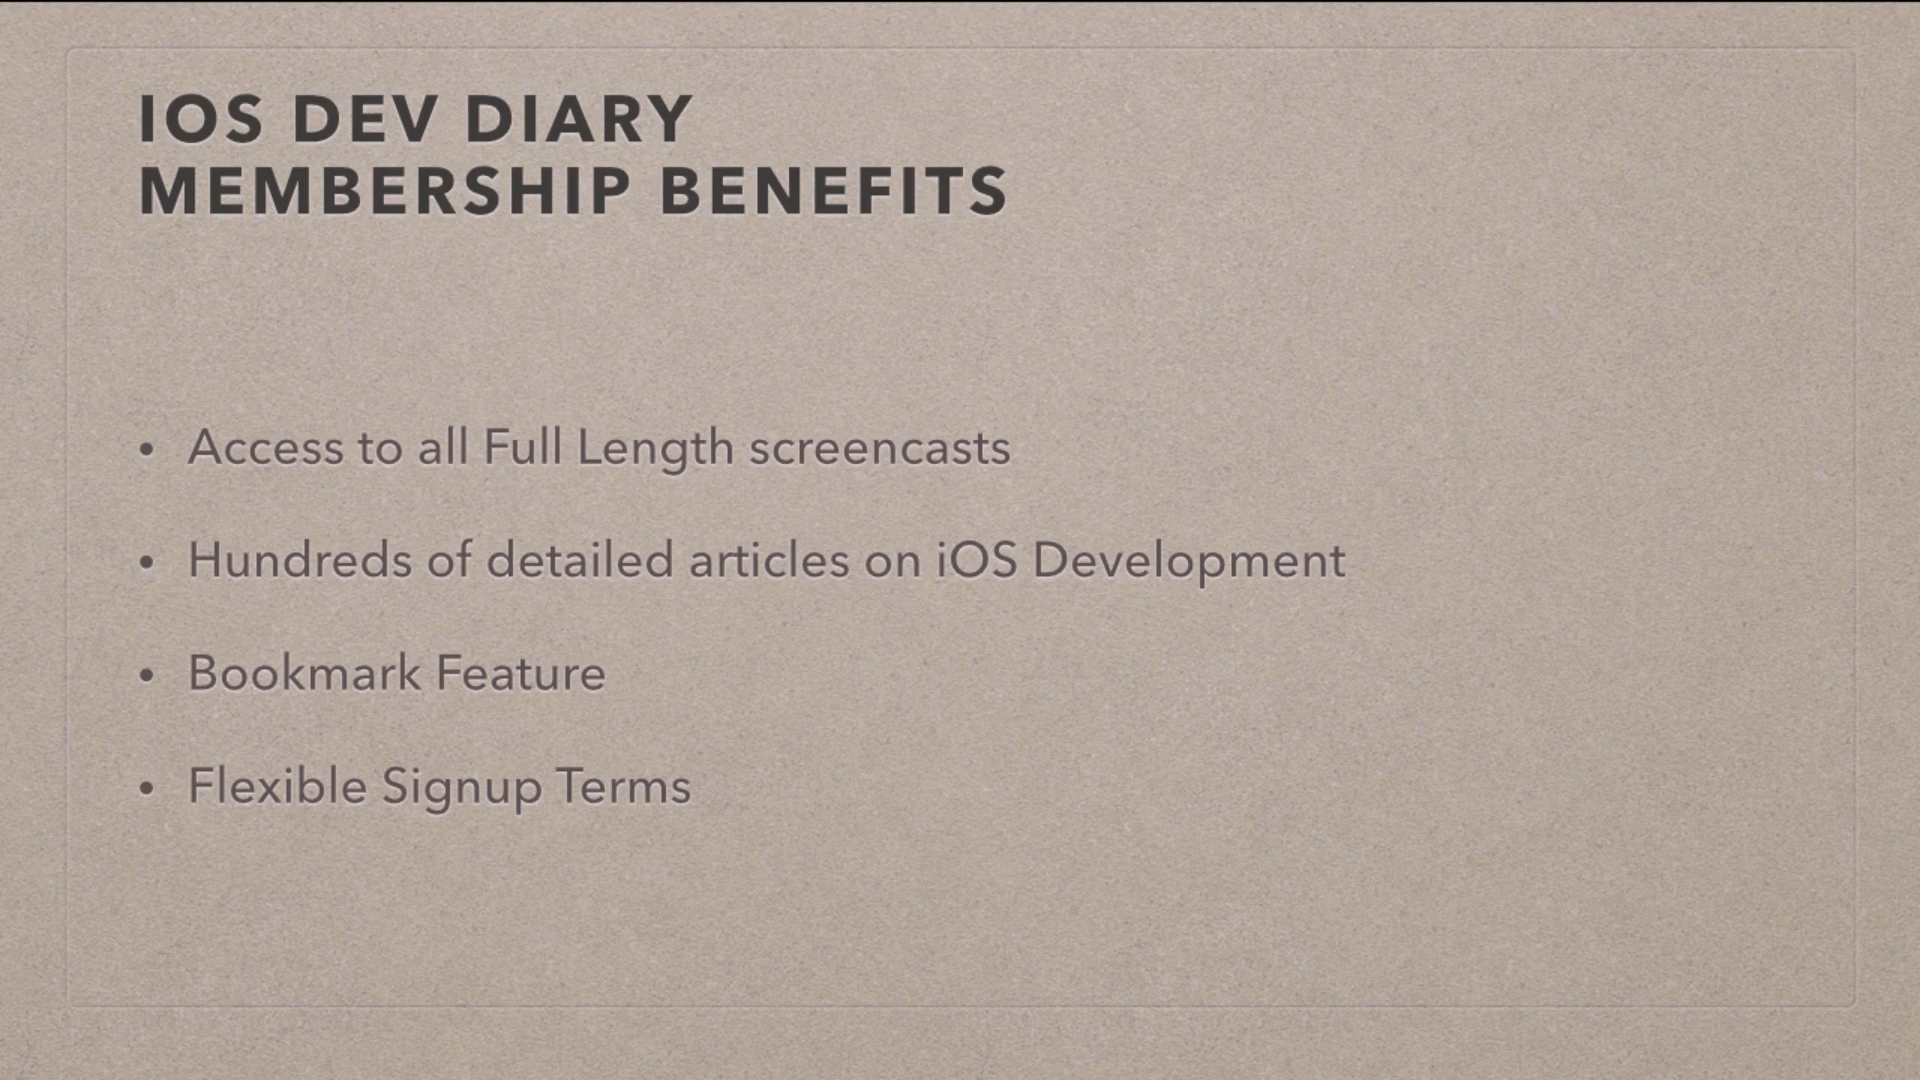 IOS DEV DIARY
MEMBERSHIP BENEFITS
• Access to all Full Length screencasts
• Hundreds of detailed articles on iOS Development
• Bookmark Feature
• Flexible Signup Terms